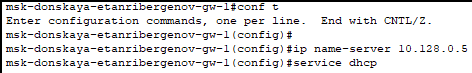 msk-donskaya-etanribergenov-gw-1#conf t
Enter configuration commands, one per line.  End with CNTL/Z.
msk-donskaya-etanribergenov-gw-1(config)#
msk-donskaya-etanribergenov-gw-1(config)#ip name-server 10.128.0.5
msk-donskaya-etanribergenov-gw-1(config)#service dhcp